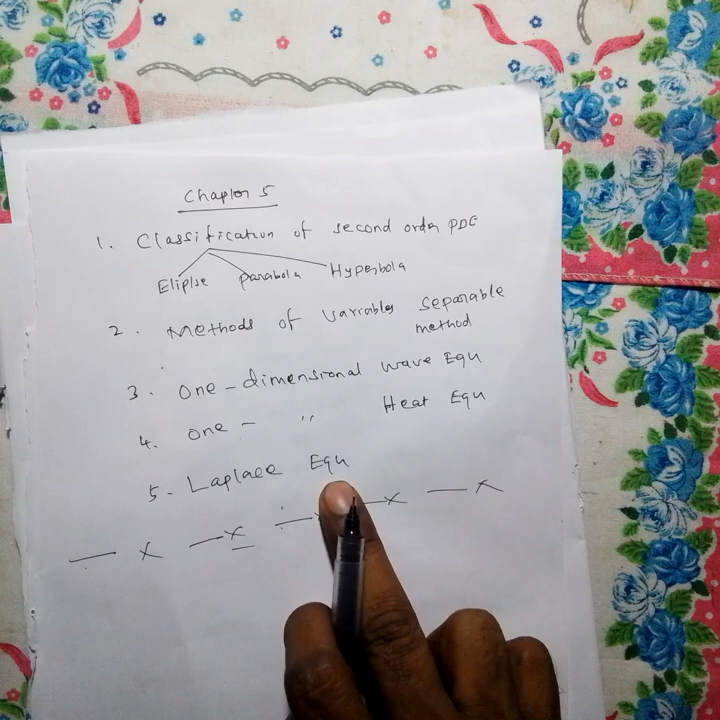 Chapter 5
1. Classification of second order PDE
Eliplse parabola Hyperbola
2. Methods of variables separable
method
3. One-dimensional wave Equ
4. One - " Heat Equ
5. Laplace Equ
— x — x — — x — x